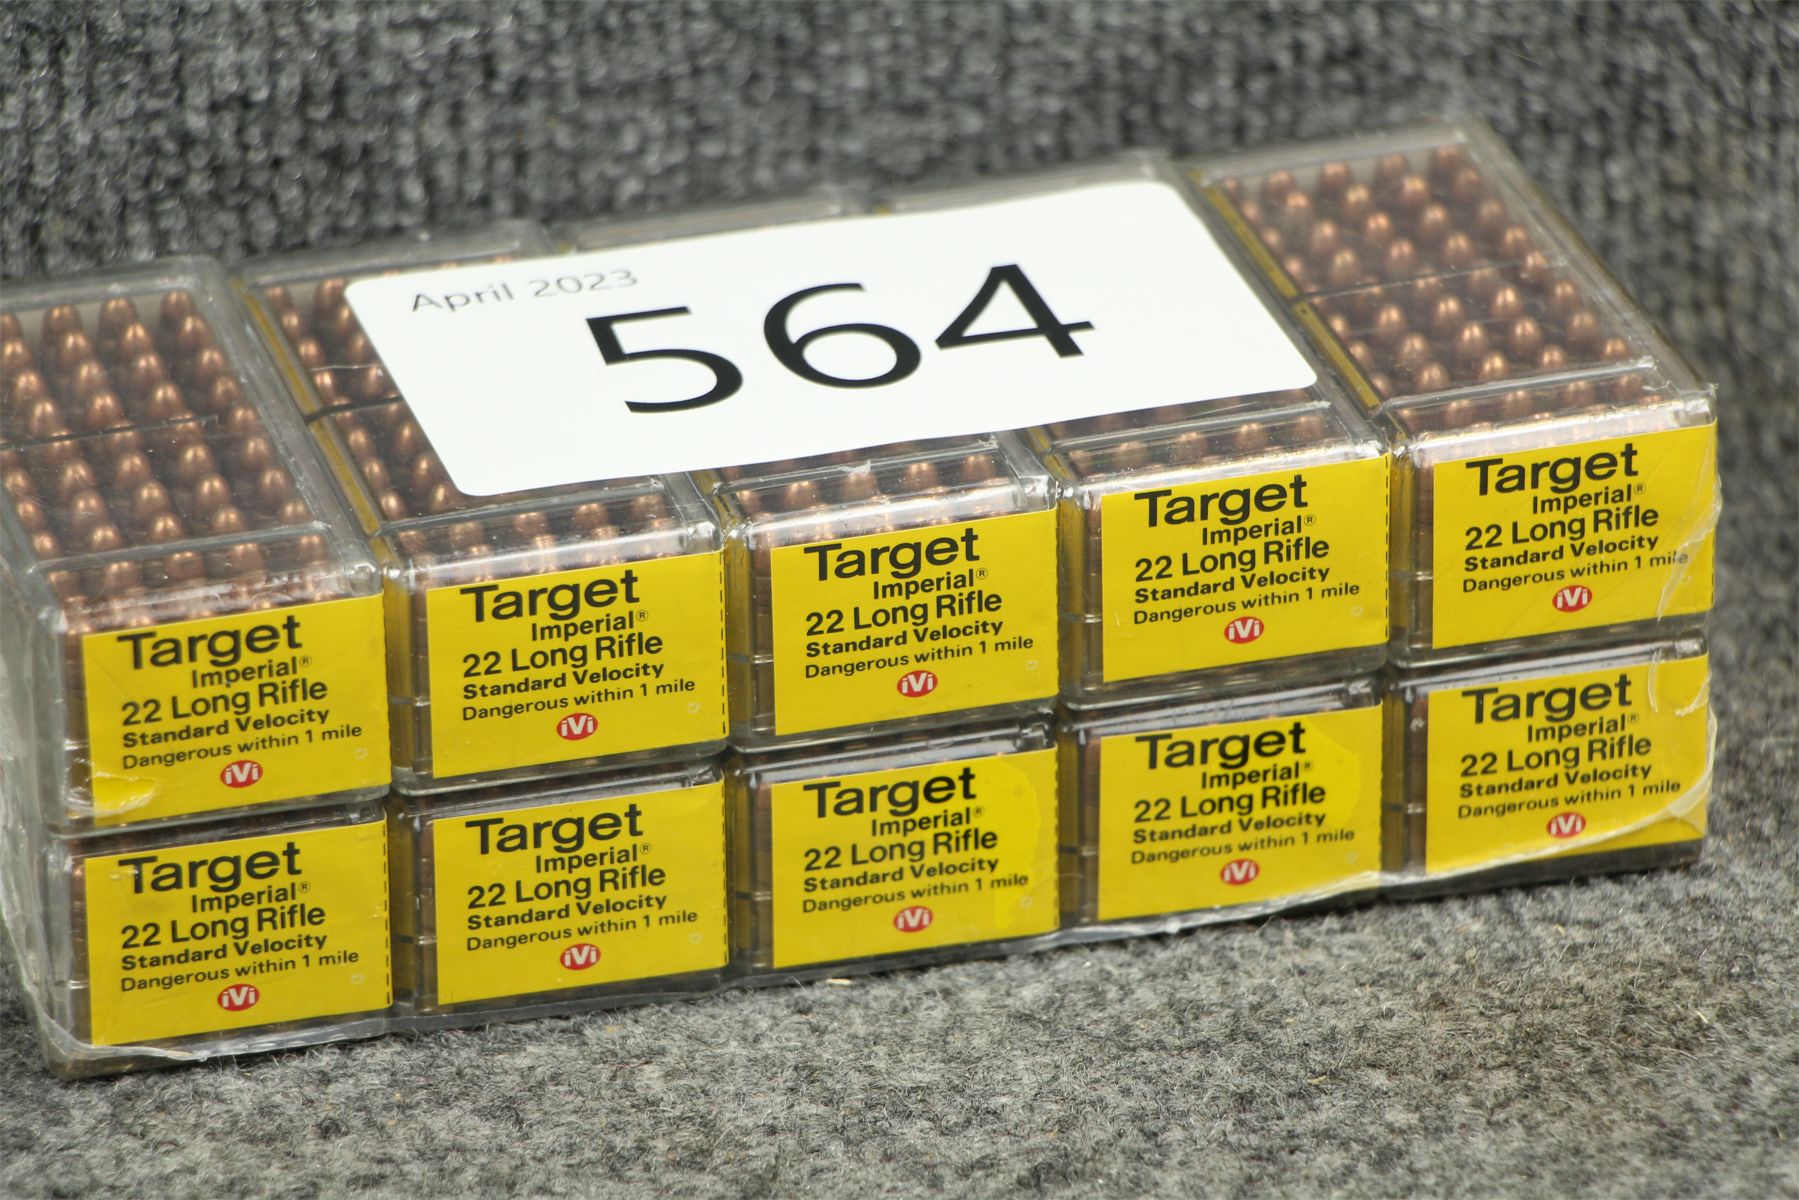 April 2023
564
Target
Imperial®
22 Long Rifle
Standard Velocity
Dangerous within 1 mile
iVi
Target
Imperial®
22 Long Rifle
Standard Velocity
Dangerous within 1 mile
iVi
Target
Imperial®
22 Long Rifle
Standard Velocity
Dangerous within 1 mile
iVi
Target
Imperial®
22 Long Rifle
Standard Velocity
Dangerous within 1 mile
iVi
Target
Imperial®
22 Long Rifle
Standard Velocity
Dangerous within 1 mile
iVi
Target
Imperial®
22 Long Rifle
Standard Velocity
Dangerous within 1 mile
iVi
Target
Imperial®
22 Long Rifle
Standard Velocity
Dangerous within 1 mile
iVi
Target
Imperial®
22 Long Rifle
Standard Velocity
Dangerous within 1 mile
iVi
Target
Imperial®
22 Long Rifle
Standard Velocity
Dangerous within 1 mile
iVi
Target
Imperial®
22 Long Rifle
Standard Velocity
Dangerous within 1 mile
iVi